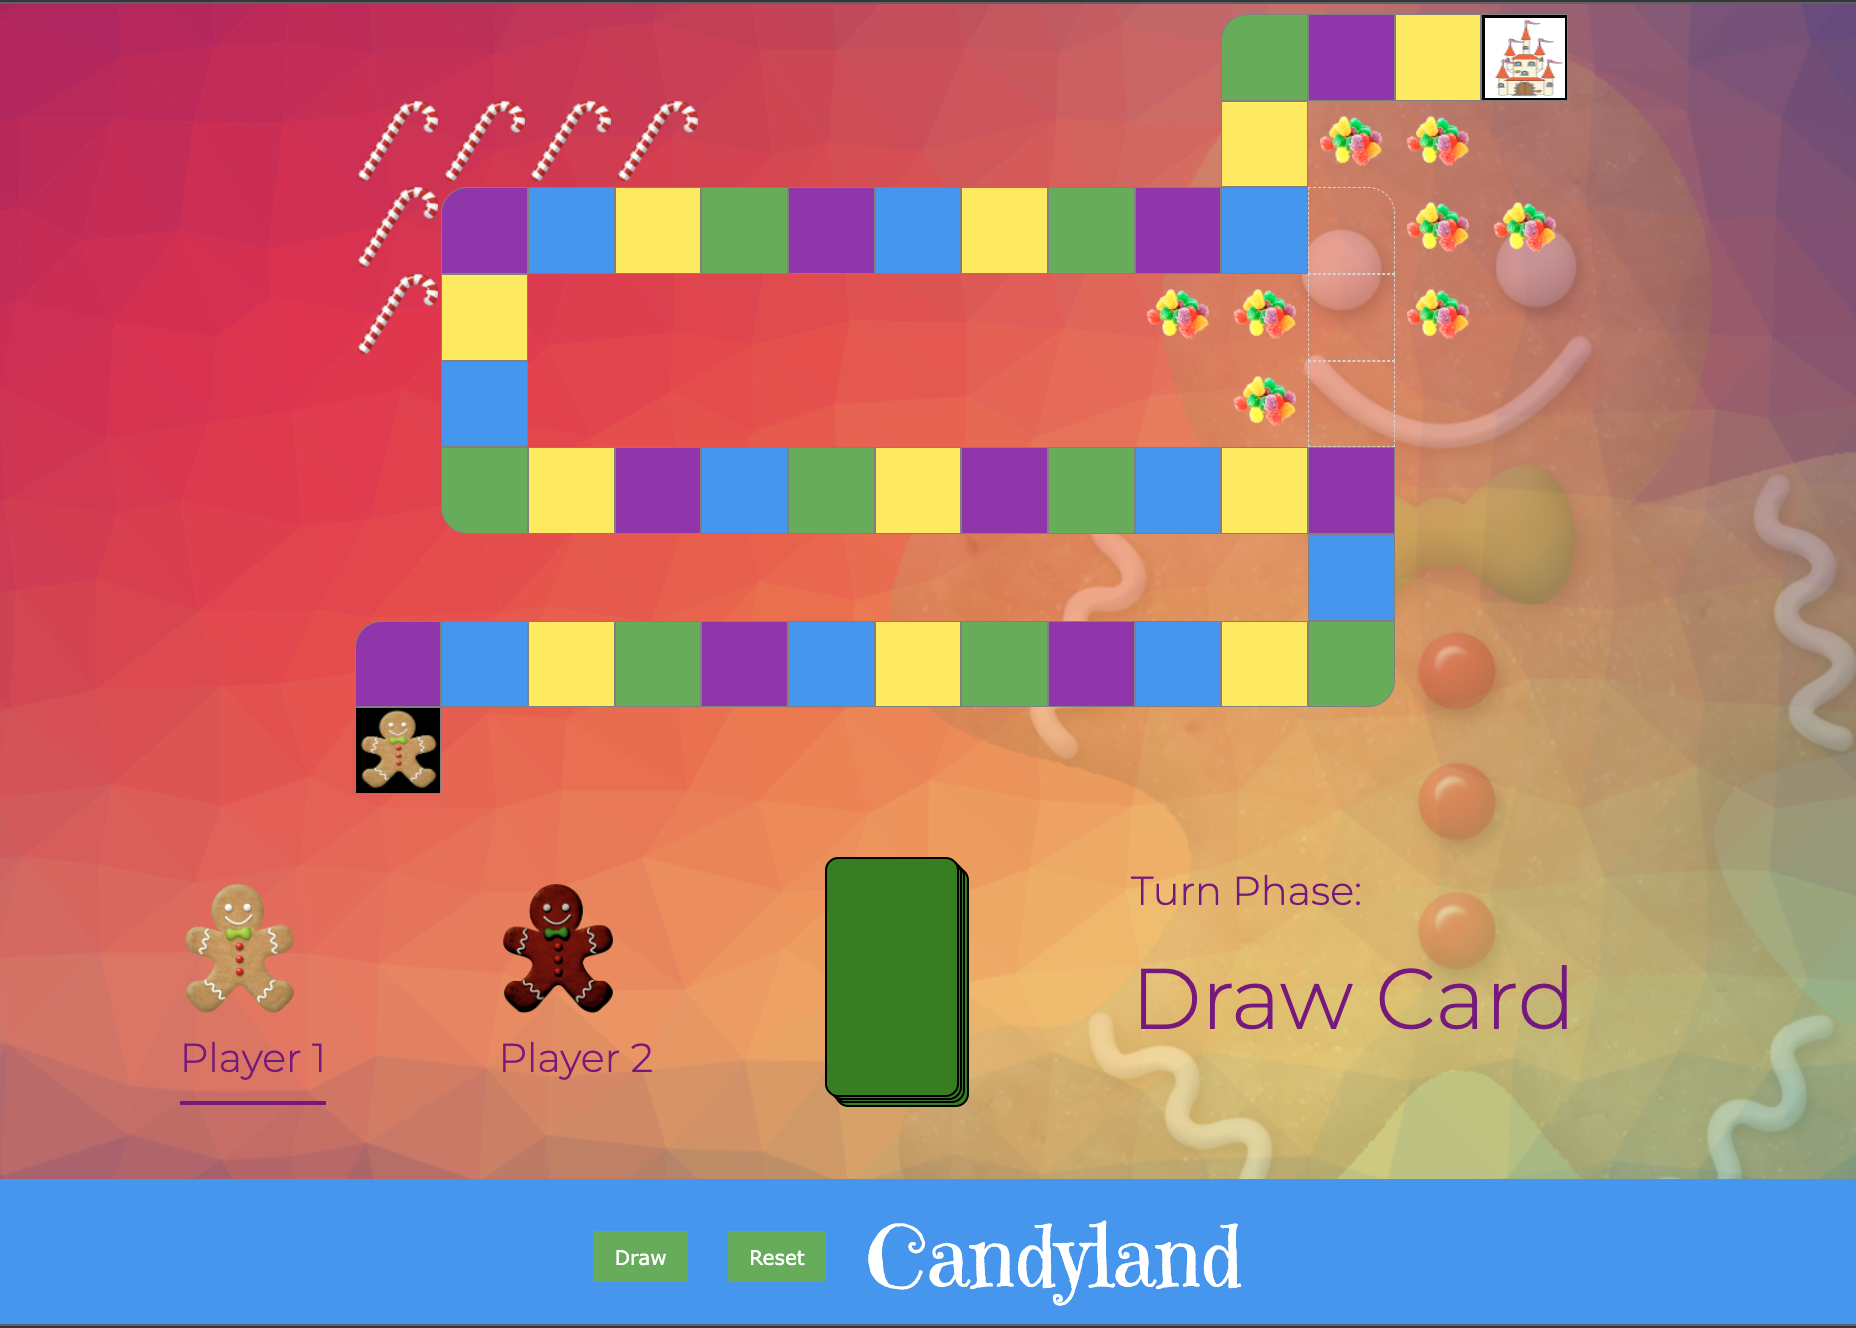 Turn Phase:
Draw Card
Player 1
Player 2
Draw
Reset
Candyland